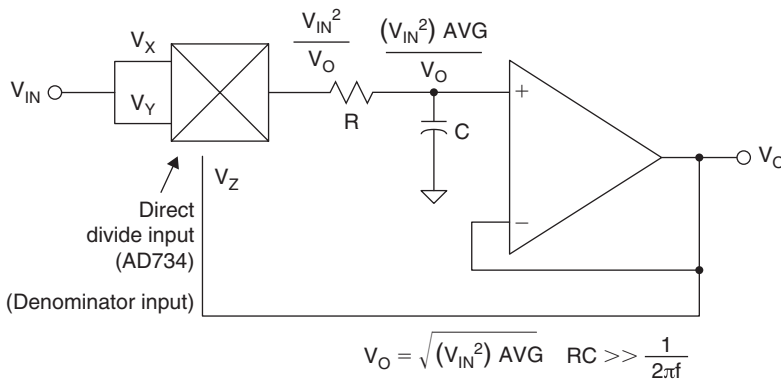 V_IN^2 / V_O
(V_IN^2) AVG / V_O
V_X
V_IN
V_Y
R
C
+
−
V_O
V_Z
Direct
divide input
(AD734)
(Denominator input)
V_O = √(V_IN^2) AVG RC >> 1 / 2πf